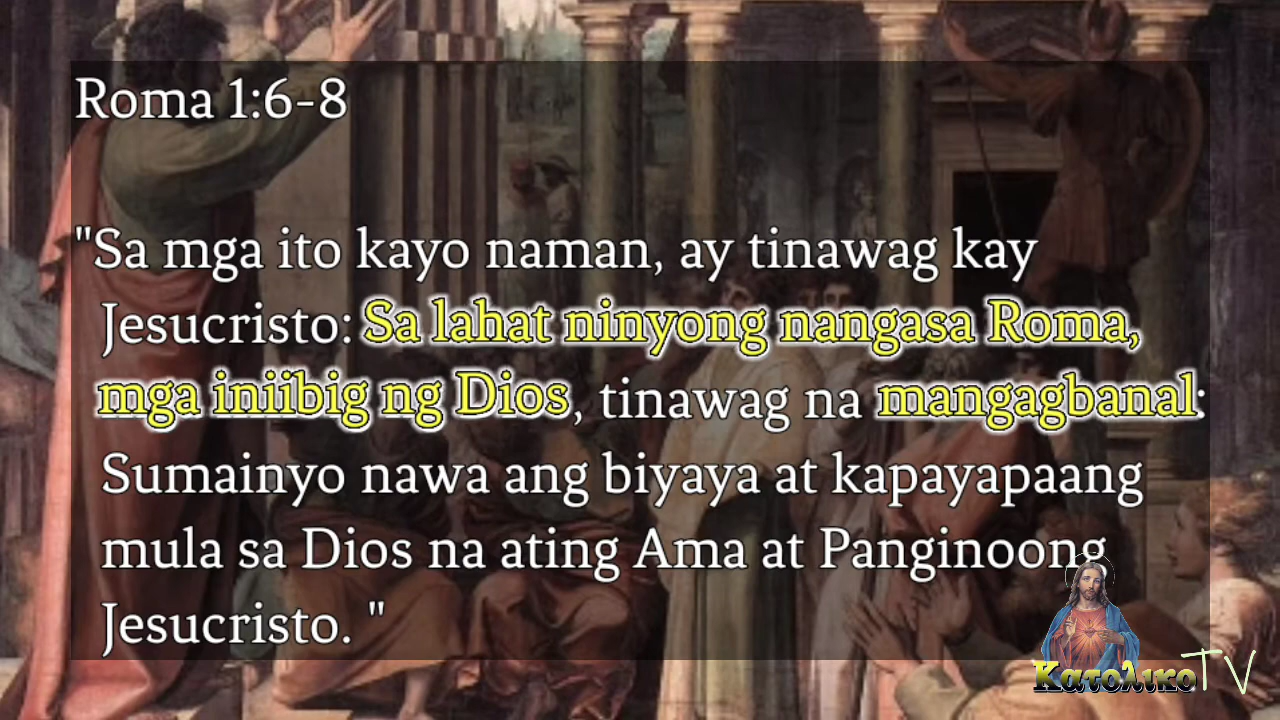 Roma 1:6-8
"Sa mga ito kayo naman, ay tinawag kay
Jesucristo: Sa lahat ninyong nangasa Roma,
mga iniibig ng Dios, tinawag na mangagbanal:
Sumainyo nawa ang biyaya at kapayapaang
mula sa Dios na ating Ama at Panginoong
Jesucristo. "
Κατολικο TV